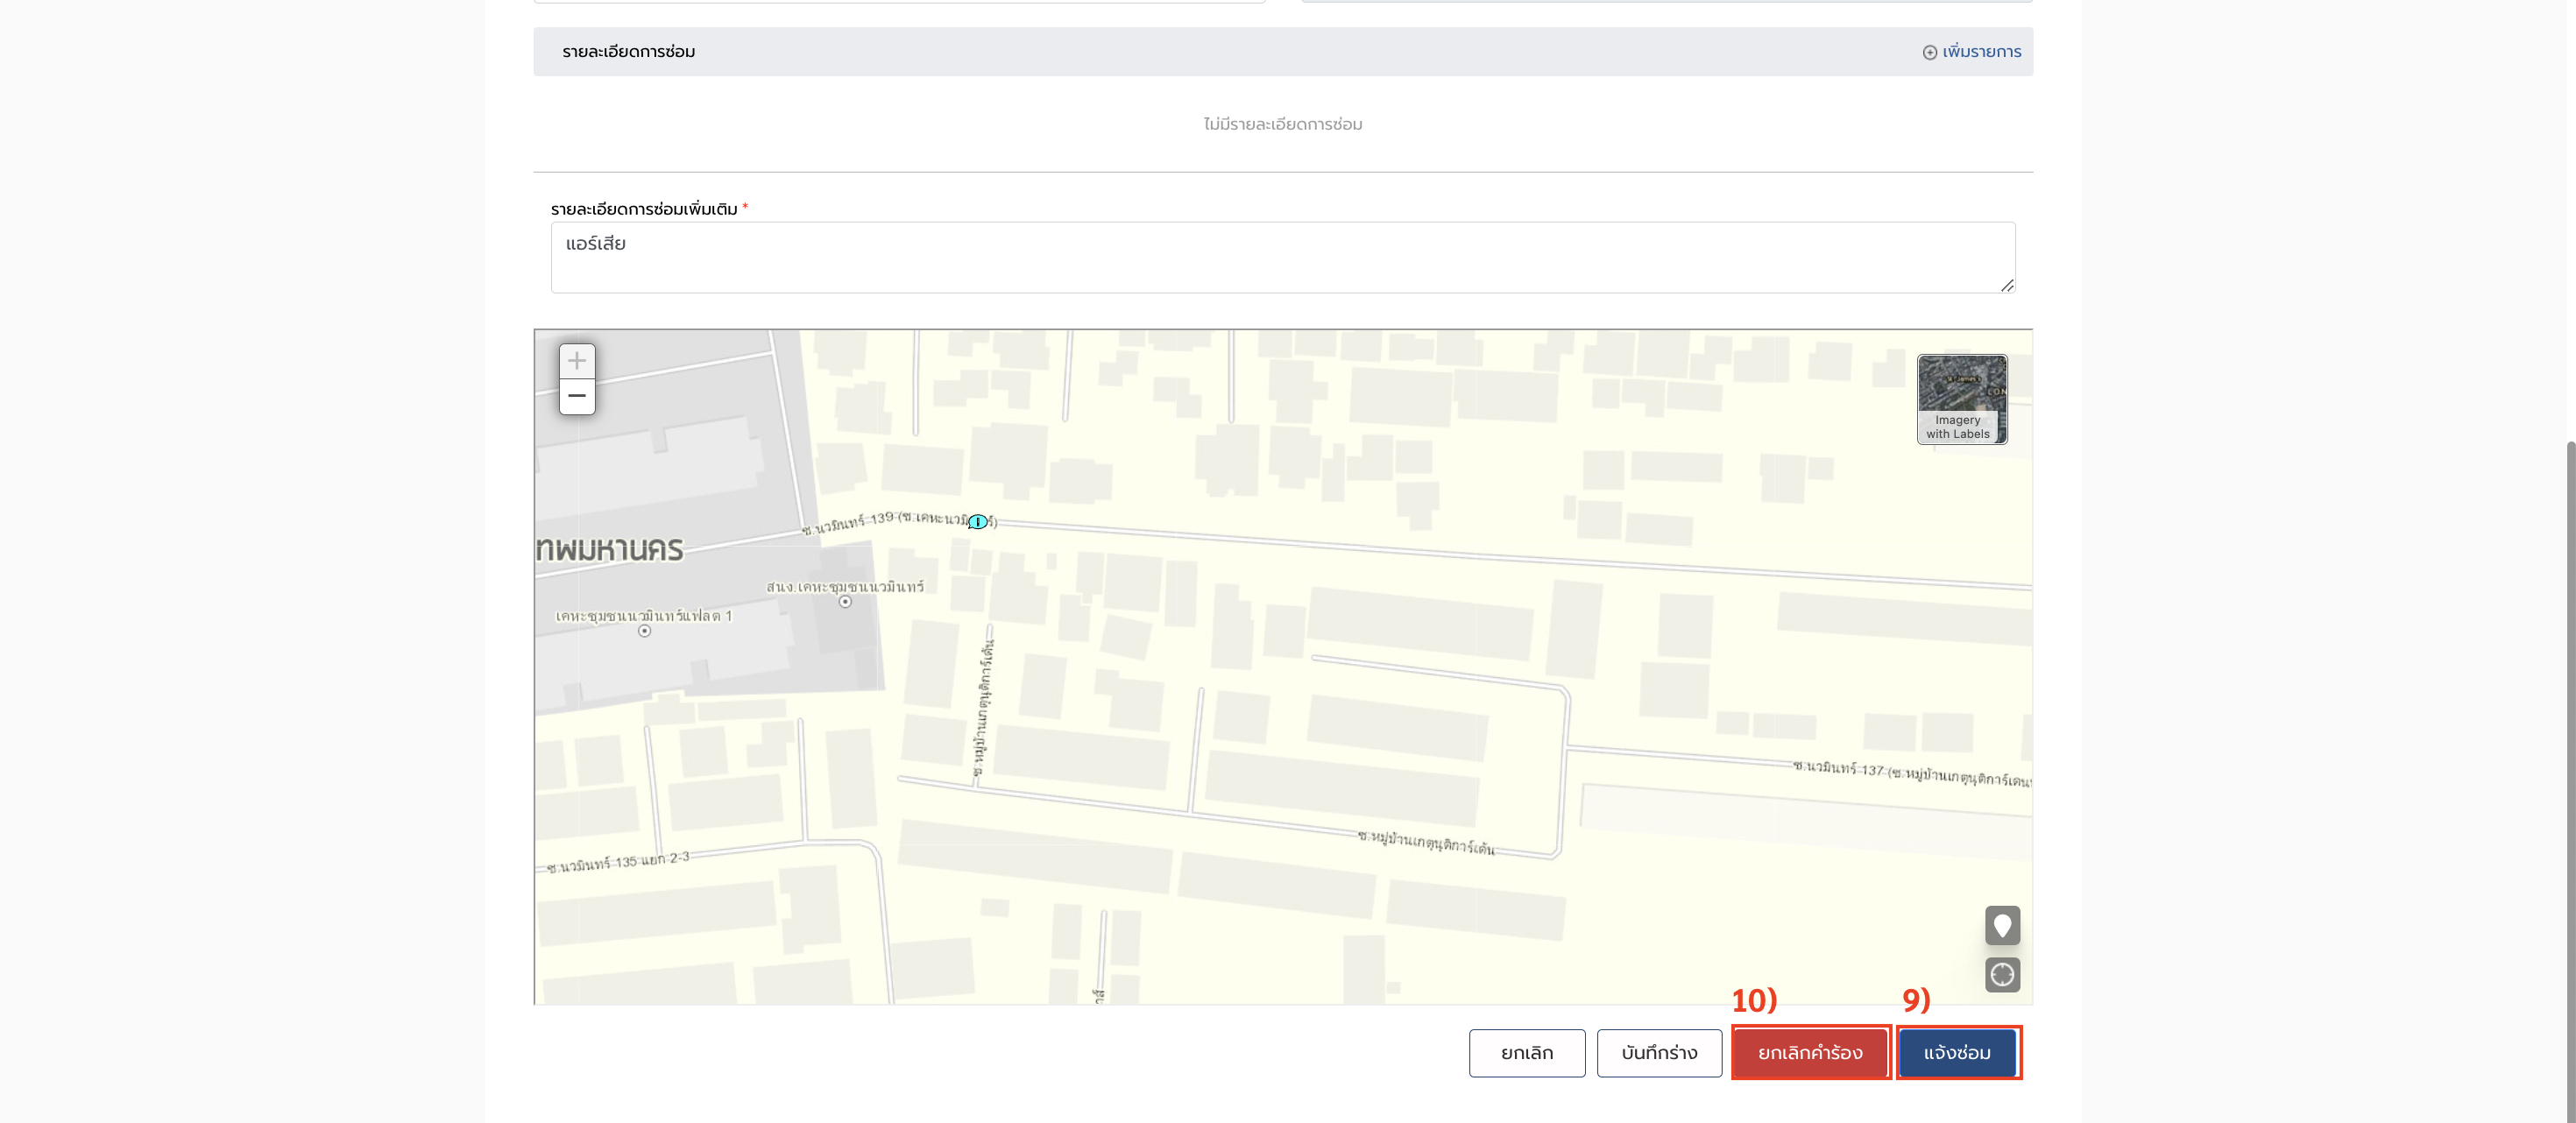 รายละเอียดการซ่อม
เพิ่มรายการ
ไม่มีรายละเอียดการซ่อม
รายละเอียดการซ่อมเพิ่มเติม *
แอร์เสีย
Imagery
with Labels
ซ.นวมินทร์ 139 (ซ.เคหะนวมิ
ทพมหานคร
สนง.เคหะชุมชนนวมินทร์
เคหะชุมชนนวมินทร์แฟลต 1
ซ.หมู่บ้านเกตุนุติการ์เด้น
ซ.นวมินทร์ 137 (ซ.หมู่บ้านเกตุนุติการ์เดน
ซ.หมู่บ้านเกตุนุติการ์เด้น
ซ.นวมินทร์ 135 แยก 2-3
10) 9)
ยกเลิก บันทึกร่าง ยกเลิกคำร้อง แจ้งซ่อม